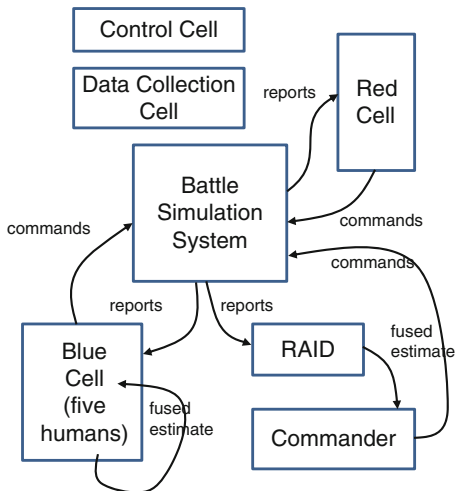 Control Cell
Data Collection
Cell
reports
Red
Cell
Battle
Simulation
System
commands
commands
commands
reports
reports
Blue
Cell
(five
humans)
fused
estimate
RAID
fused
estimate
Commander